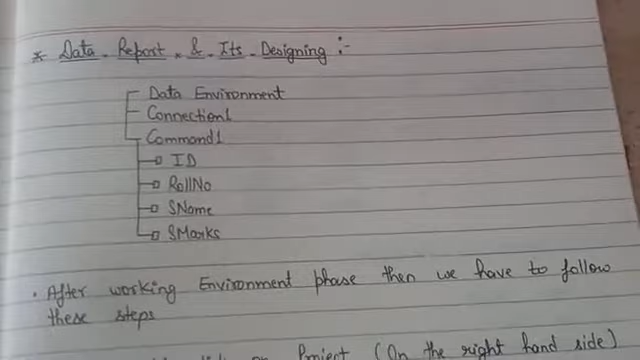 * Data Report & Its Designing :-
Data Environment
Connection1
Command1
ID
RollNo
SName
SMarks
• After working Environment phase then we have to follow
these steps
on Project (On the right hand side)